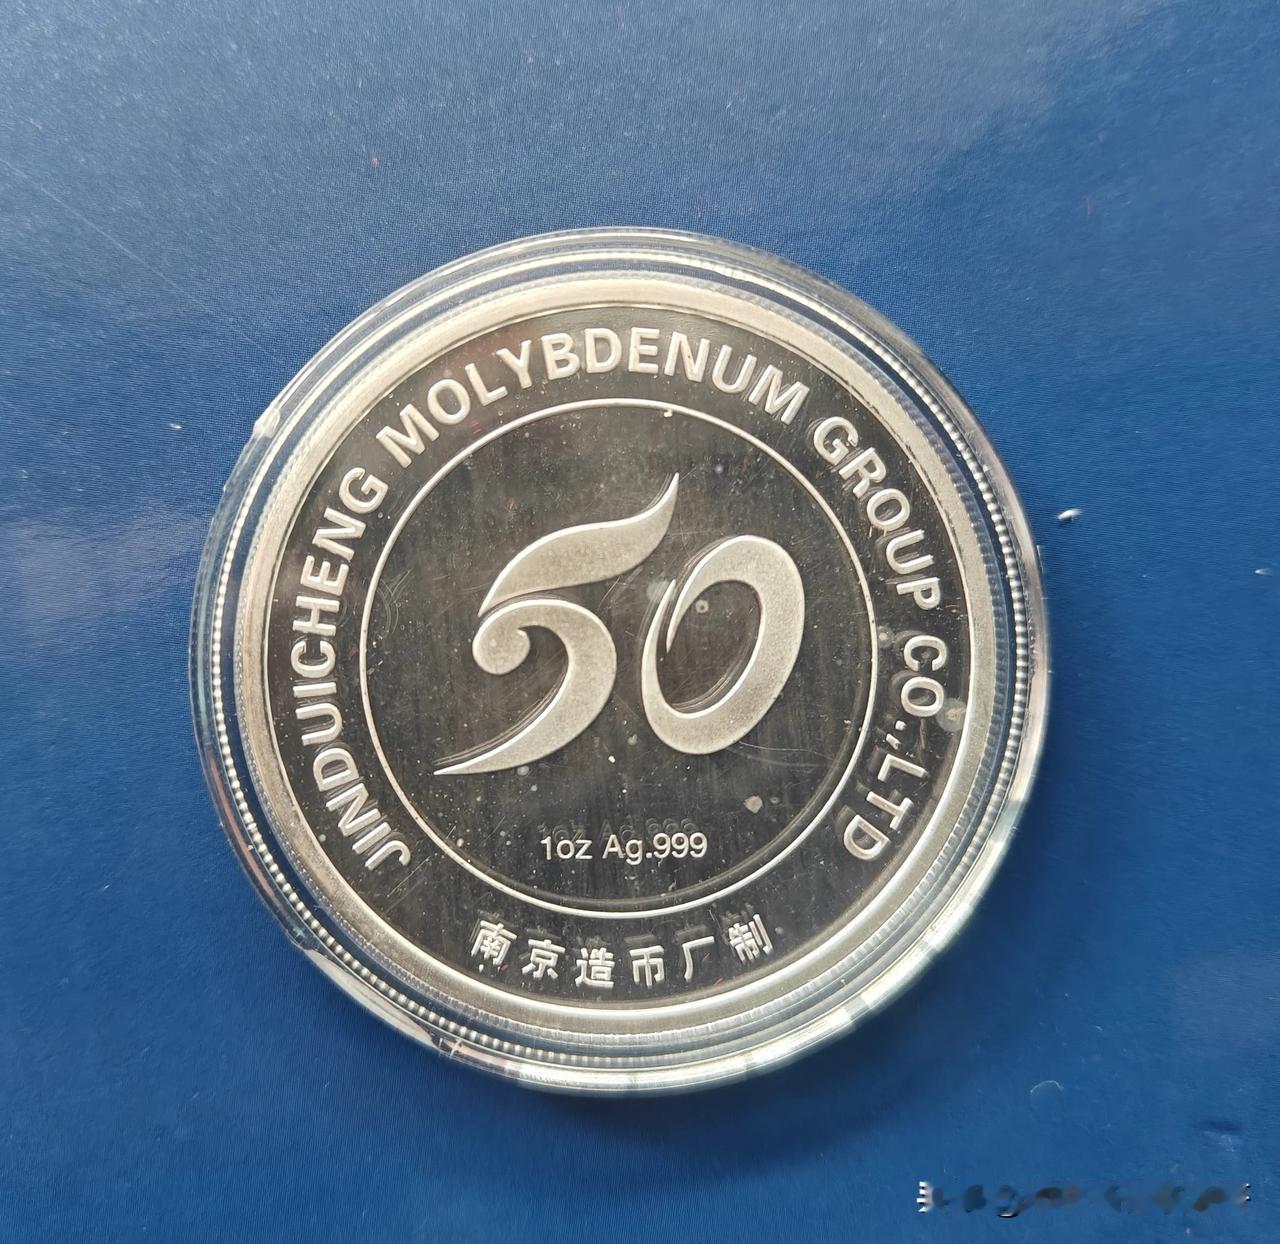 JINDUICHENG MOLYBDENUM GROUP CO.,LTD
50
1oz Ag.999
南京造币厂制